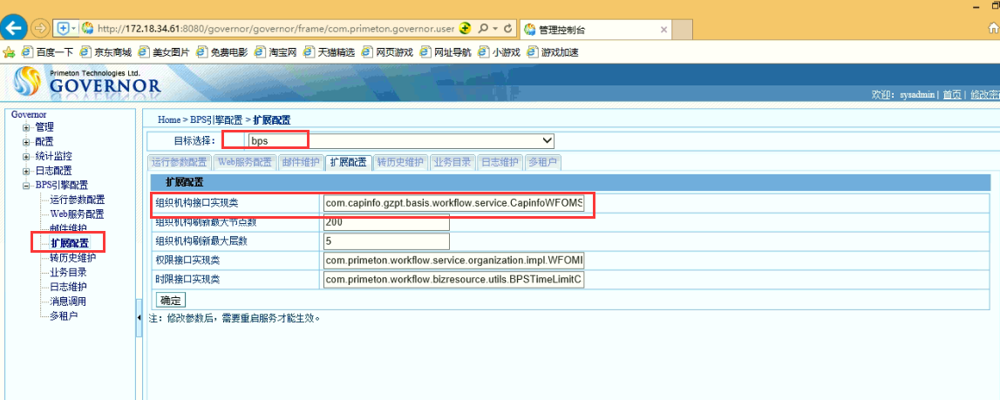 http://172.18.34.61:8080/governor/governor/frame/com.primeton.governor.user
管理控制台
百度一下 京东商城 美女图片 免费电影 淘宝网 天猫精选 网页游戏 网址导航 小游戏 游戏加速
Primeton Technologies Ltd.
GOVERNOR
欢迎: sysadmin | 首页 | 修改密
Governor
管理
配置
统计监控
日志配置
BPS引擎配置
运行参数配置
Web服务配置
邮件维护
扩展配置
转历史维护
业务目录
日志维护
消息调用
多租户
Home > BPS引擎配置 > 扩展配置
目标选择: bps
运行参数配置 Web服务配置 邮件维护 扩展配置 转历史维护 业务目录 日志维护 多租户
扩展配置
组织机构接口实现类 com.capinfo.gzpt.basis.workflow.service.CapinfoWFOMS
组织机构刷新最大节点数 200
组织机构刷新最大层数 5
权限接口实现类 com.primeton.workflow.service.organization.impl.WFOMI
时限接口实现类 com.primeton.workflow.bizresource.utils.BPSTimeLimitC
确定
注: 修改参数后，需要重启服务才能生效。